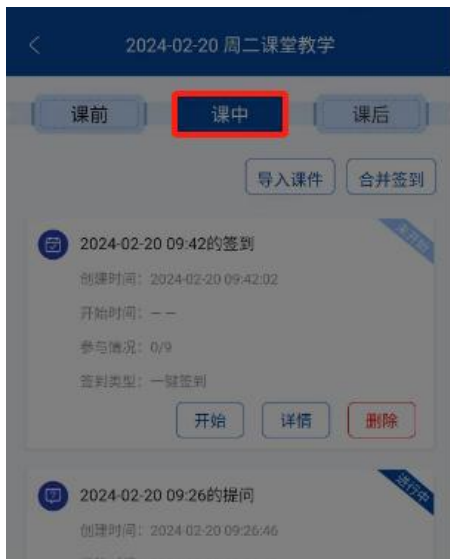 2024-02-20 周二课堂教学
课前 课中 课后
导入课件 合并签到
未开始
2024-02-20 09:42的签到
创建时间：2024-02-20 09:42:02
开始时间：－－
参与情况：0/9
签到类型：一键签到
开始 详情 删除
进行中
2024-02-20 09:26的提问
创建时间：2024-02-20 09:26:46